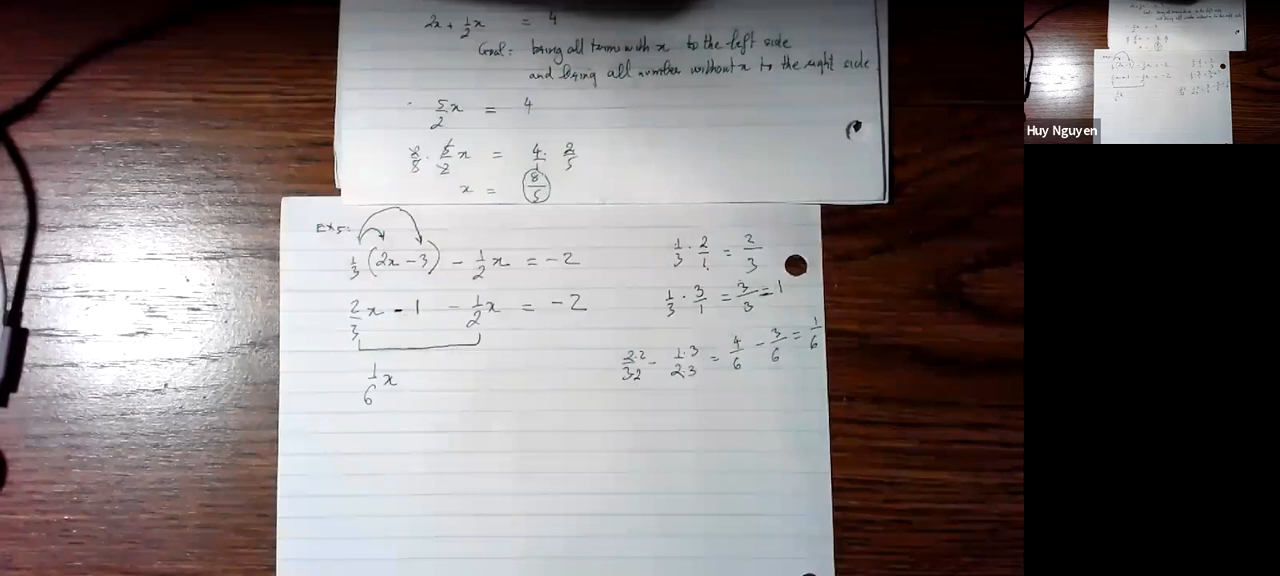 2x + 1/2 x = 4
Goal: bring all term with x to the left side
and bring all number without x to the right side
5/2 x = 4
· 5/2 x = 4/1 · 2/5
x = 8/5
EX5:
1/3 (2x - 3) - 1/2 x = -2
2/3 x - 1 - 1/2 x = -2
1/6 x
1/3 · 2/1 = 2/3
1/3 · 3/1 = 3/3 = 1
2·2/3·2 - 1·3/2·3 = 4/6 - 3/6 = 1/6
Huy Nguyen